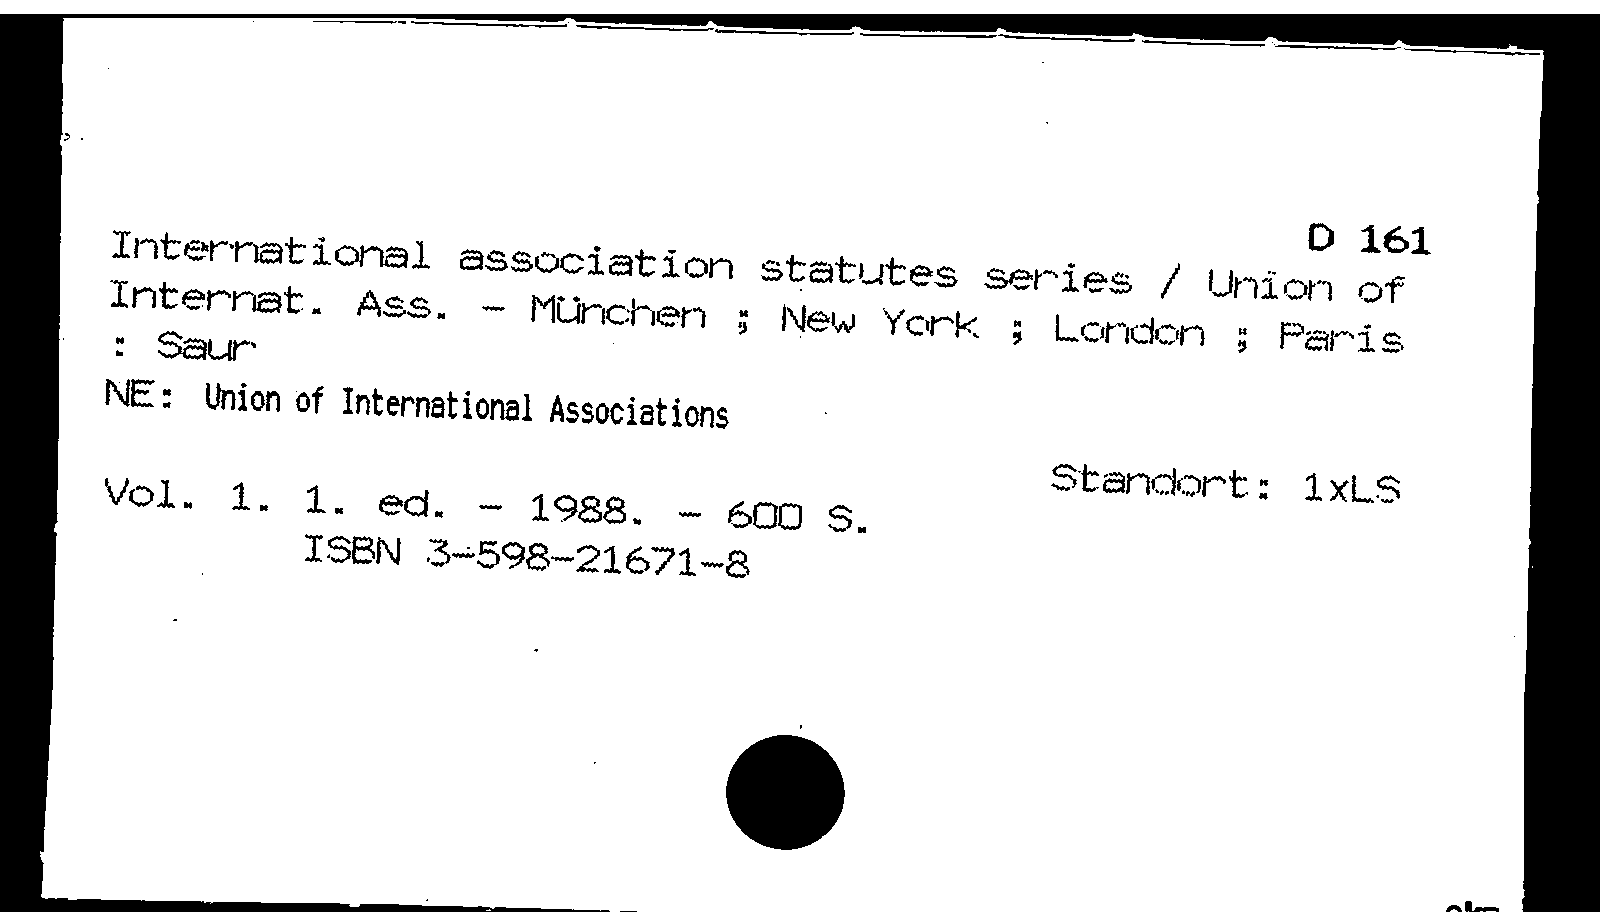 D 161
International association statutes series / Union of
Internat. Ass. - München ; New York ; London ; Paris
: Saur
NE: Union of International Associations
Standort: 1xLS
Vol. 1. 1. ed. - 1988. - 600 S.
ISBN 3-598-21671-8